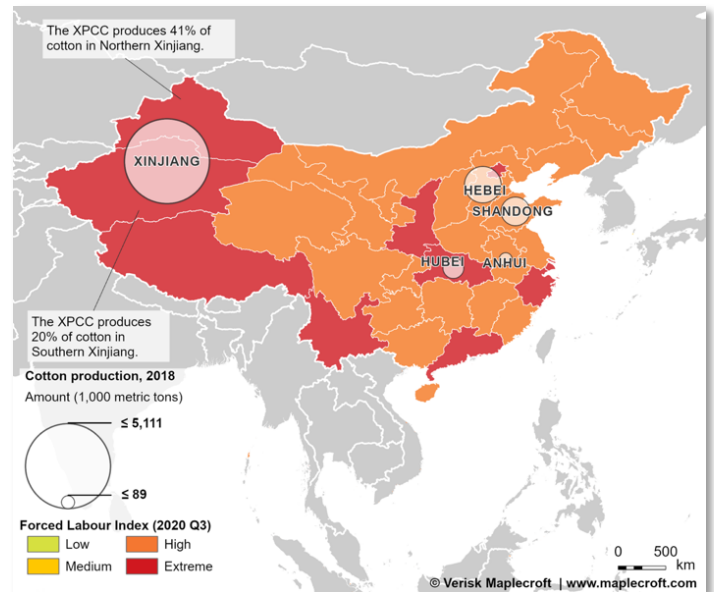 The XPCC produces 41% of
cotton in Northern Xinjiang.
XINJIANG
HEBEI
SHANDONG
HUBEI
ANHUI
The XPCC produces
20% of cotton in
Southern Xinjiang.
Cotton production, 2018
Amount (1,000 metric tons)
≤ 5,111
≤ 89
Forced Labour Index (2020 Q3)
Low
High
Medium
Extreme
0 500
km
© Verisk Maplecroft | www.maplecroft.com